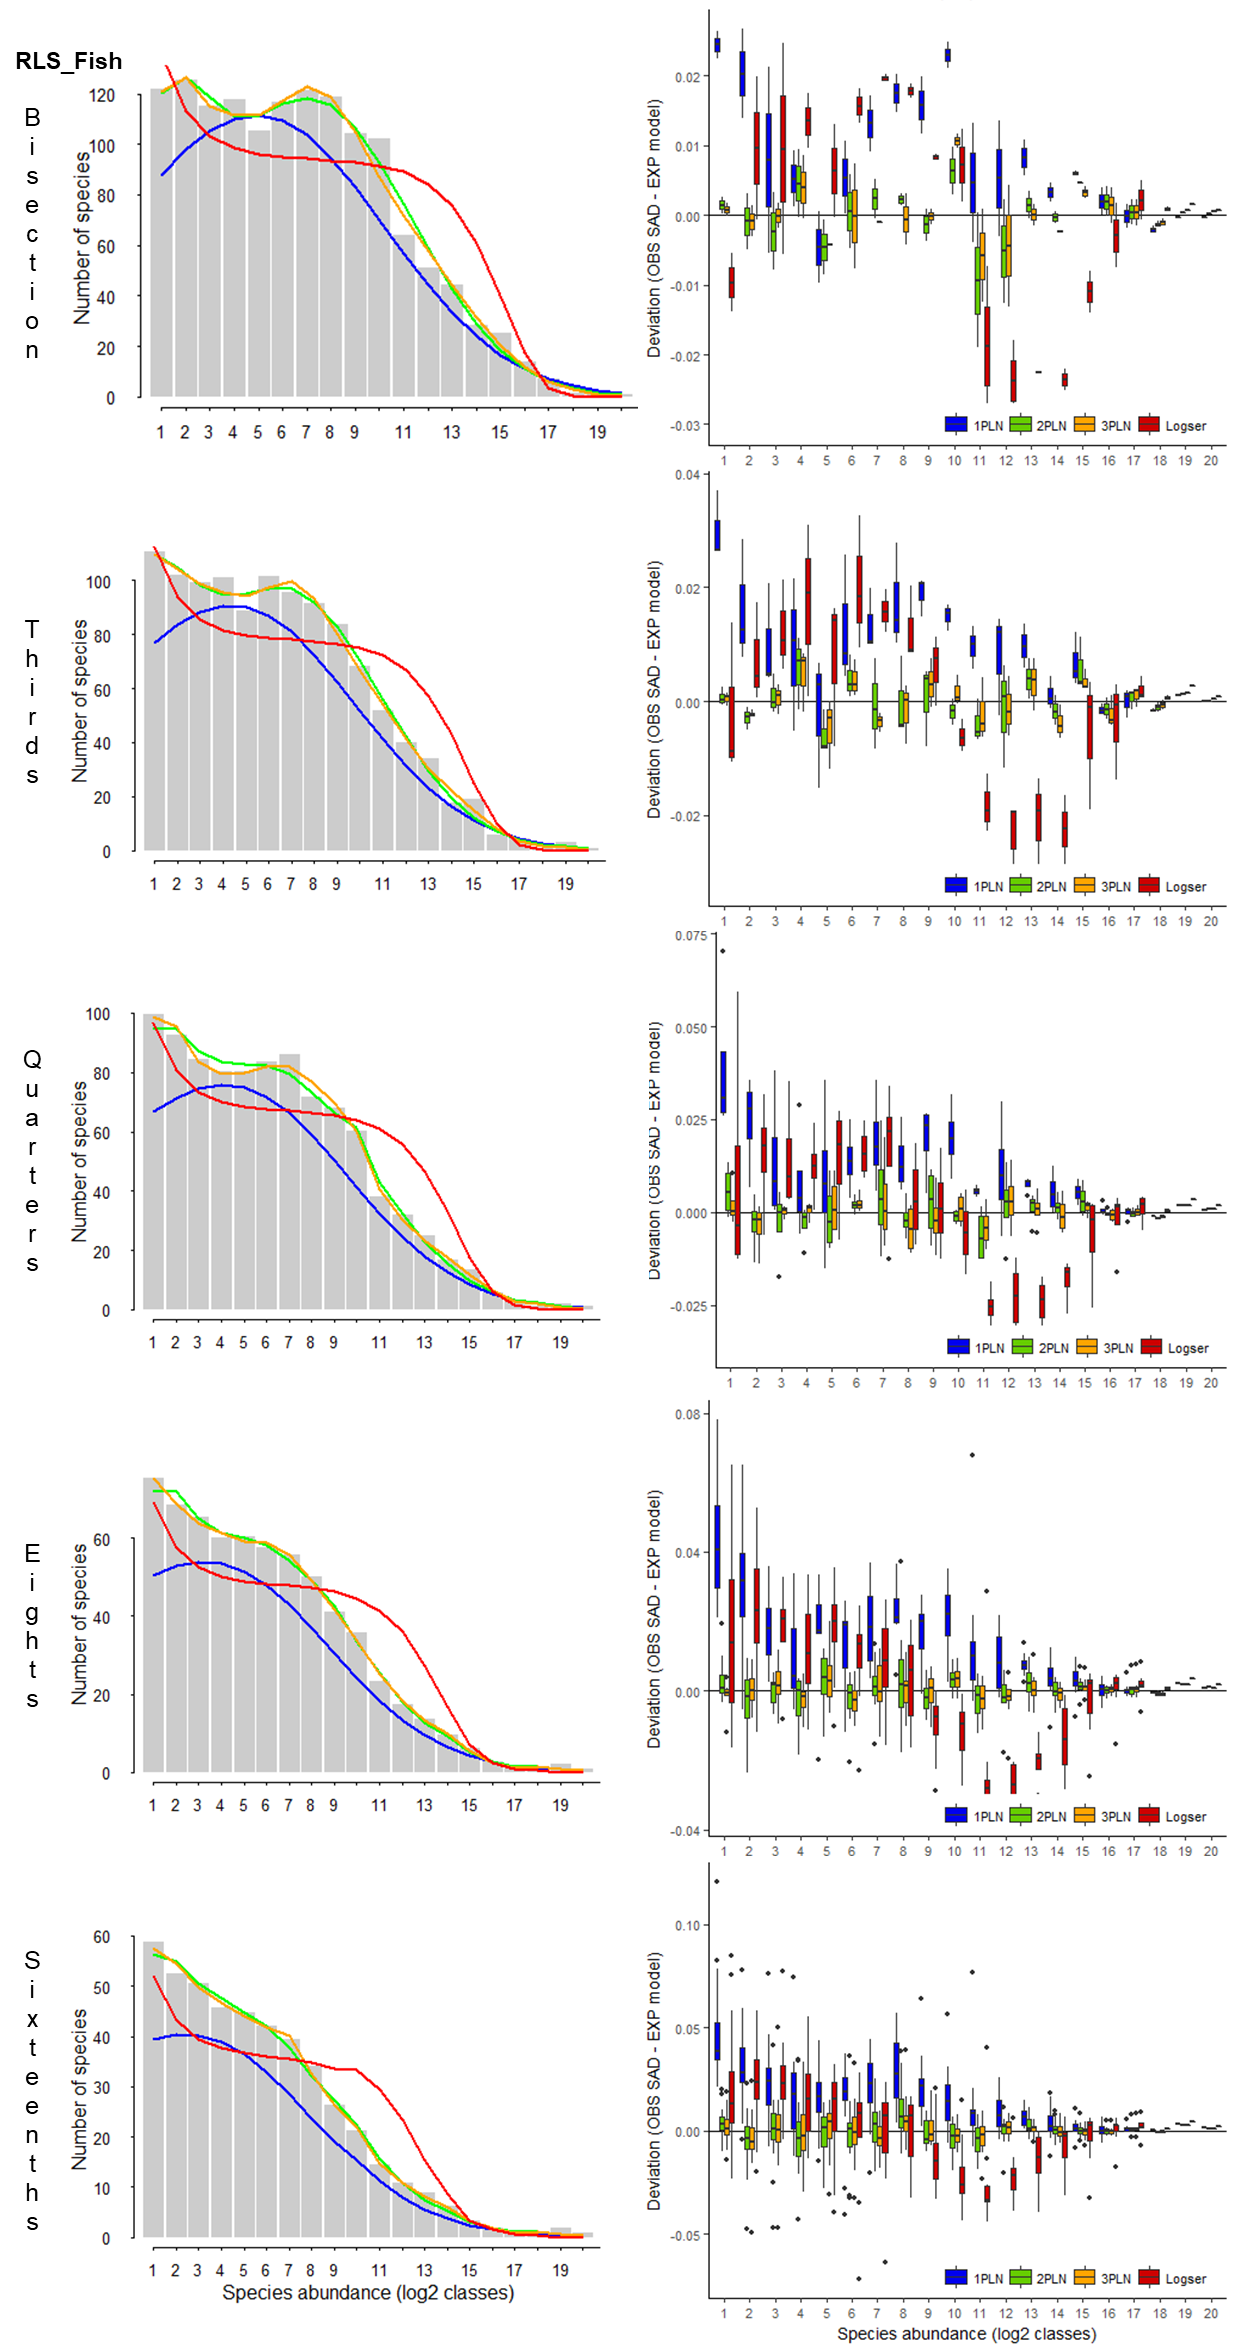 RLS_Fish
Bisection
Number of species
120
100
80
60
40
20
0
1 2 3 4 5 6 7 8 9 11 13 15 17 19
Deviation (OBS SAD - EXP model)
0.02
0.01
0.00
-0.01
-0.02
-0.03
1PLN 2PLN 3PLN Logser
1 2 3 4 5 6 7 8 9 10 11 12 13 14 15 16 17 18 19 20
Thirds
Number of species
100
80
60
40
20
0
1 2 3 4 5 6 7 8 9 11 13 15 17 19
Deviation (OBS SAD - EXP model)
0.04
0.02
0.00
-0.02
1PLN 2PLN 3PLN Logser
1 2 3 4 5 6 7 8 9 10 11 12 13 14 15 16 17 18 19 20
Quarters
Number of species
100
80
60
40
20
0
1 2 3 4 5 6 7 8 9 11 13 15 17 19
Deviation (OBS SAD - EXP model)
0.075
0.050
0.025
0.000
-0.025
1PLN 2PLN 3PLN Logser
1 2 3 4 5 6 7 8 9 10 11 12 13 14 15 16 17 18 19 20
Eights
Number of species
60
40
20
0
1 2 3 4 5 6 7 8 9 11 13 15 17 19
Deviation (OBS SAD - EXP model)
0.08
0.04
0.00
-0.04
1PLN 2PLN 3PLN Logser
1 2 3 4 5 6 7 8 9 10 11 12 13 14 15 16 17 18 19 20
Sixteenths
Number of species
60
50
40
30
20
10
0
1 2 3 4 5 6 7 8 9 11 13 15 17 19
Species abundance (log2 classes)
Deviation (OBS SAD - EXP model)
0.10
0.05
0.00
-0.05
1PLN 2PLN 3PLN Logser
1 2 3 4 5 6 7 8 9 10 11 12 13 14 15 16 17 18 19 20
Species abundance (log2 classes)